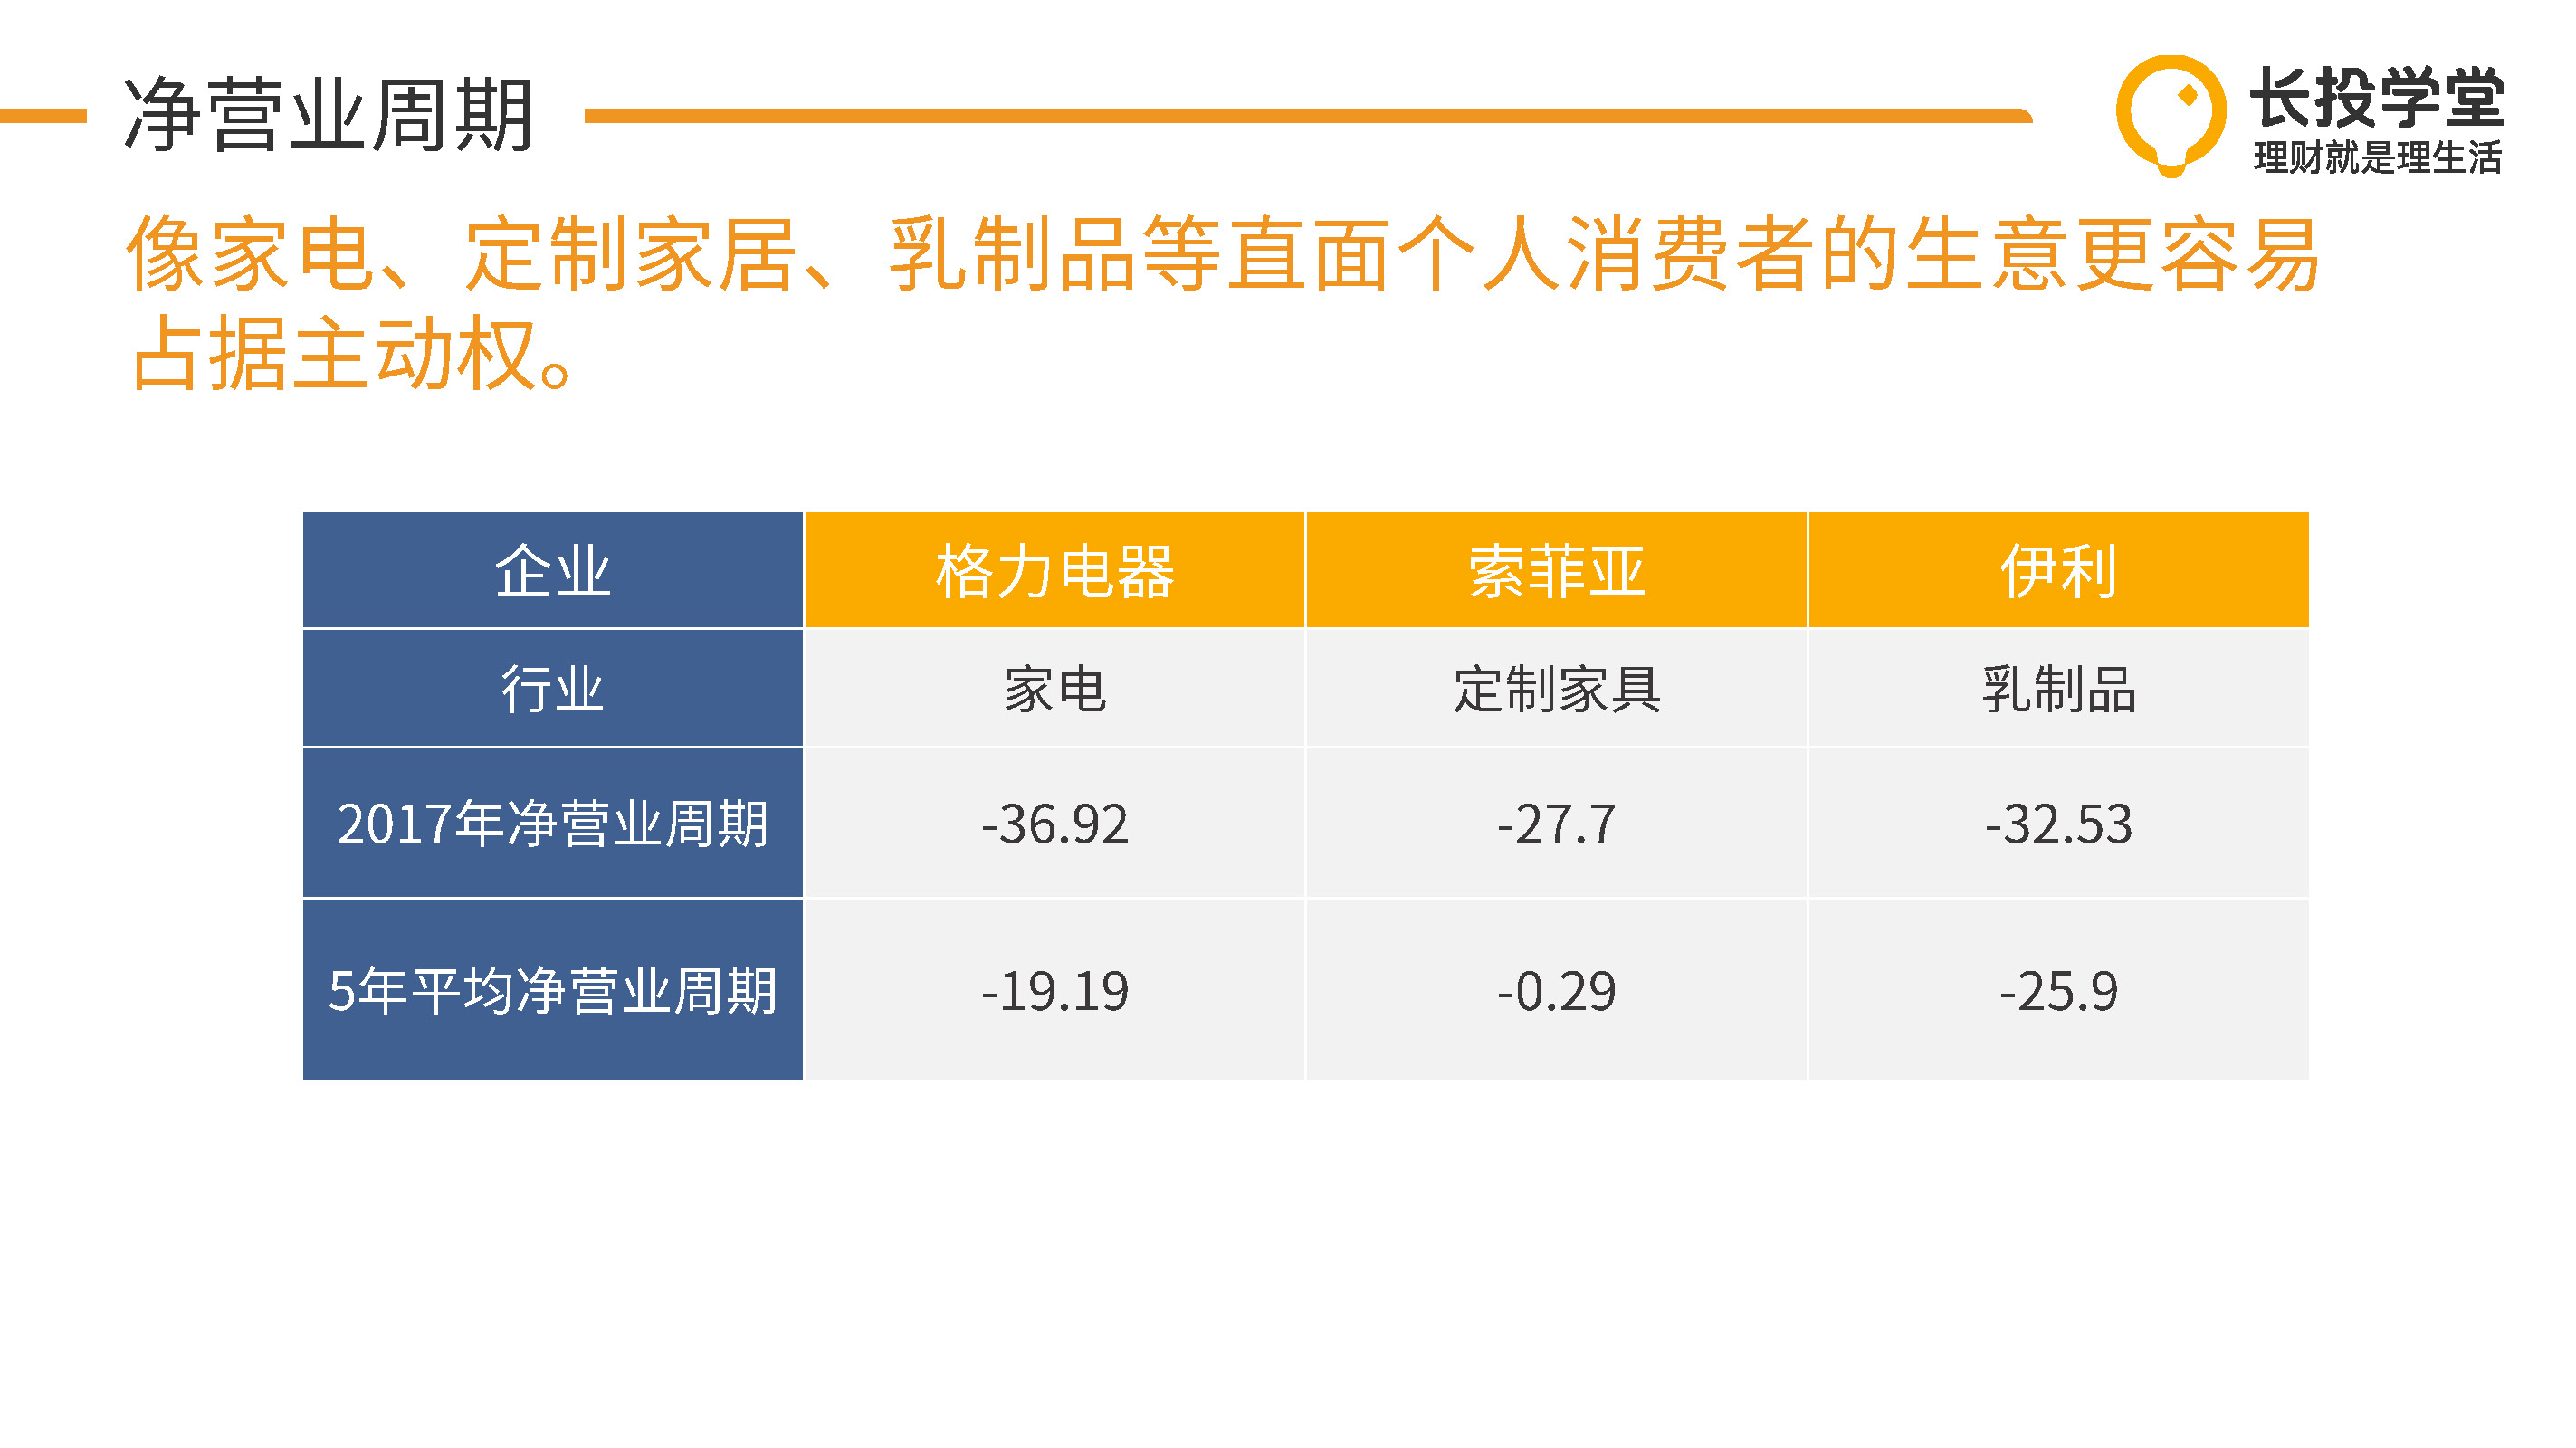 净营业周期
长投学堂
理财就是理生活
像家电、定制家居、乳制品等直面个人消费者的生意更容易
占据主动权。
企业 格力电器 索菲亚 伊利
行业 家电 定制家具 乳制品
2017年净营业周期 -36.92 -27.7 -32.53
5年平均净营业周期 -19.19 -0.29 -25.9